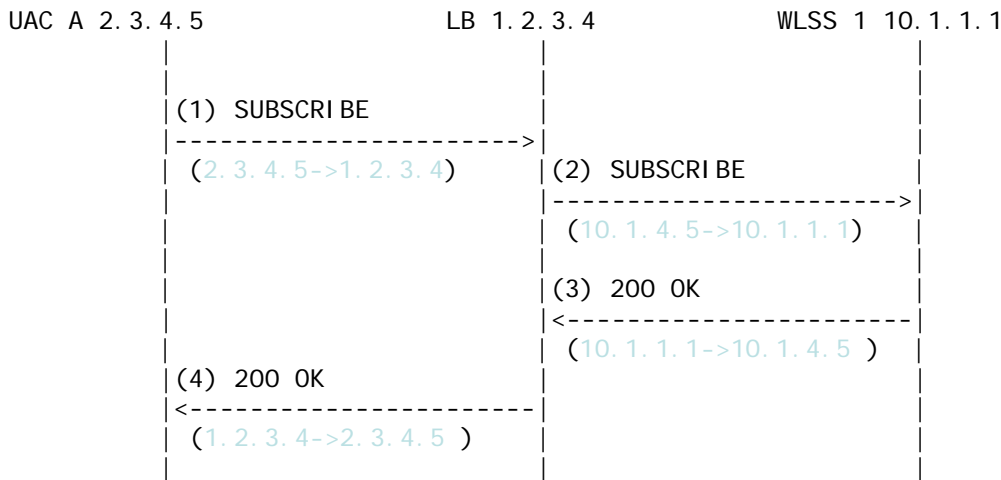 UAC A 2.3.4.5 LB 1.2.3.4 WLSS 1 10.1.1.1
(1) SUBSCRIBE
----------------------->
(2.3.4.5->1.2.3.4) (2) SUBSCRIBE
----------------------->
(10.1.4.5->10.1.1.1)
(3) 200 OK
<-----------------------
(10.1.1.1->10.1.4.5 )
(4) 200 OK
<-----------------------
(1.2.3.4->2.3.4.5 )